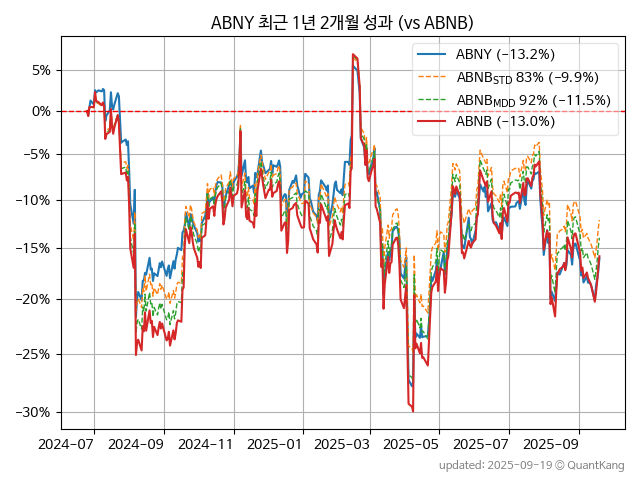 ABNY 최근 1년 2개월 성과 (vs ABNB)
ABNY (−13.2%)
ABNB_STD 83% (−9.9%)
ABNB_MDD 92% (−11.5%)
ABNB (−13.0%)
5%
0%
−5%
−10%
−15%
−20%
−25%
−30%
2024-07 2024-09 2024-11 2025-01 2025-03 2025-05 2025-07 2025-09
updated: 2025-09-19 © QuantKang